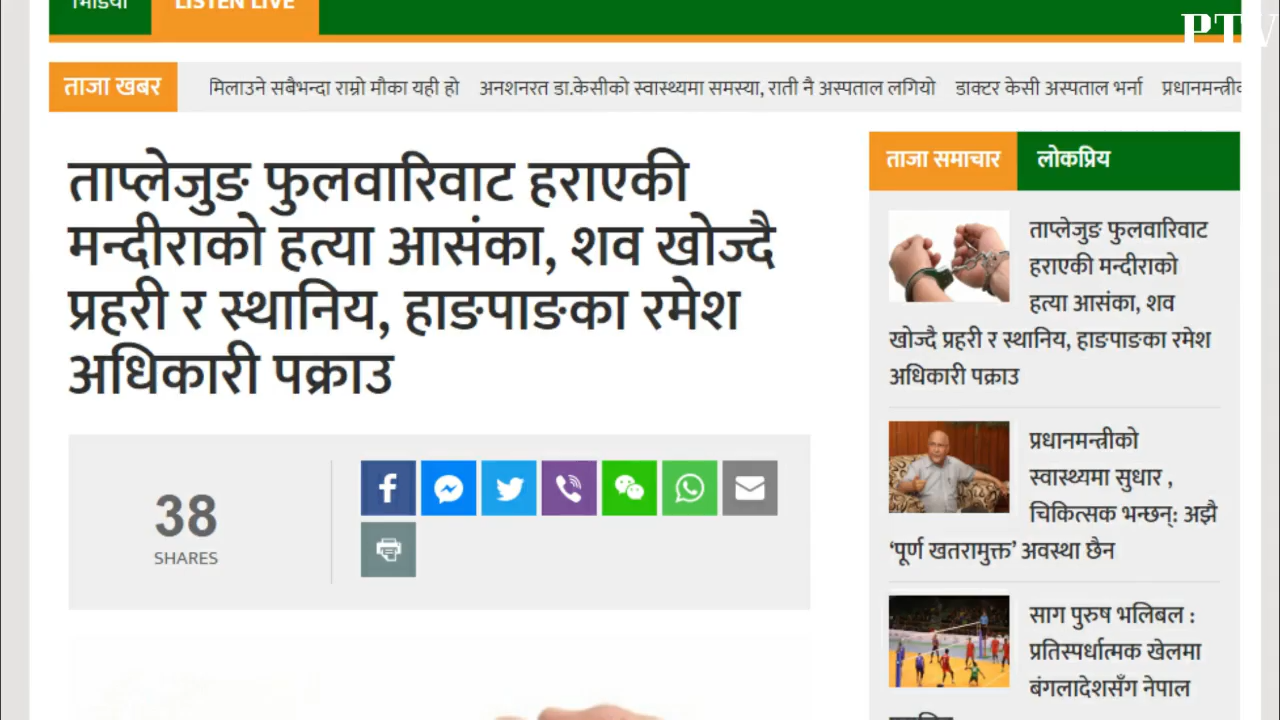 भिडियो LISTEN LIVE
PTV
ताजा खबर मिलाउने सबैभन्दा राम्रो मौका यही हो अनशनरत डा.केसीको स्वास्थ्यमा समस्या, राती नै अस्पताल लगियो डाक्टर केसी अस्पताल भर्ना
ताप्लेजुङ फुलवारिवाट हराएकी
मन्दीराको हत्या आसंका, शव खोज्दै
प्रहरी र स्थानिय, हाङपाङका रमेश
अधिकारी पक्राउ
38
SHARES
ताजा समाचार लोकप्रिय
ताप्लेजुङ फुलवारिवाट
हराएकी मन्दीराको
हत्या आसंका, शव
खोज्दै प्रहरी र स्थानिय, हाङपाङका रमेश
अधिकारी पक्राउ
प्रधानमन्त्रीको
स्वास्थ्यमा सुधार ,
चिकित्सक भन्छन्: अझै
‘पूर्ण खतरामुक्त’ अवस्था छैन
साग पुरुष भलिबल :
प्रतिस्पर्धात्मक खेलमा
बंगलादेशसँग नेपाल